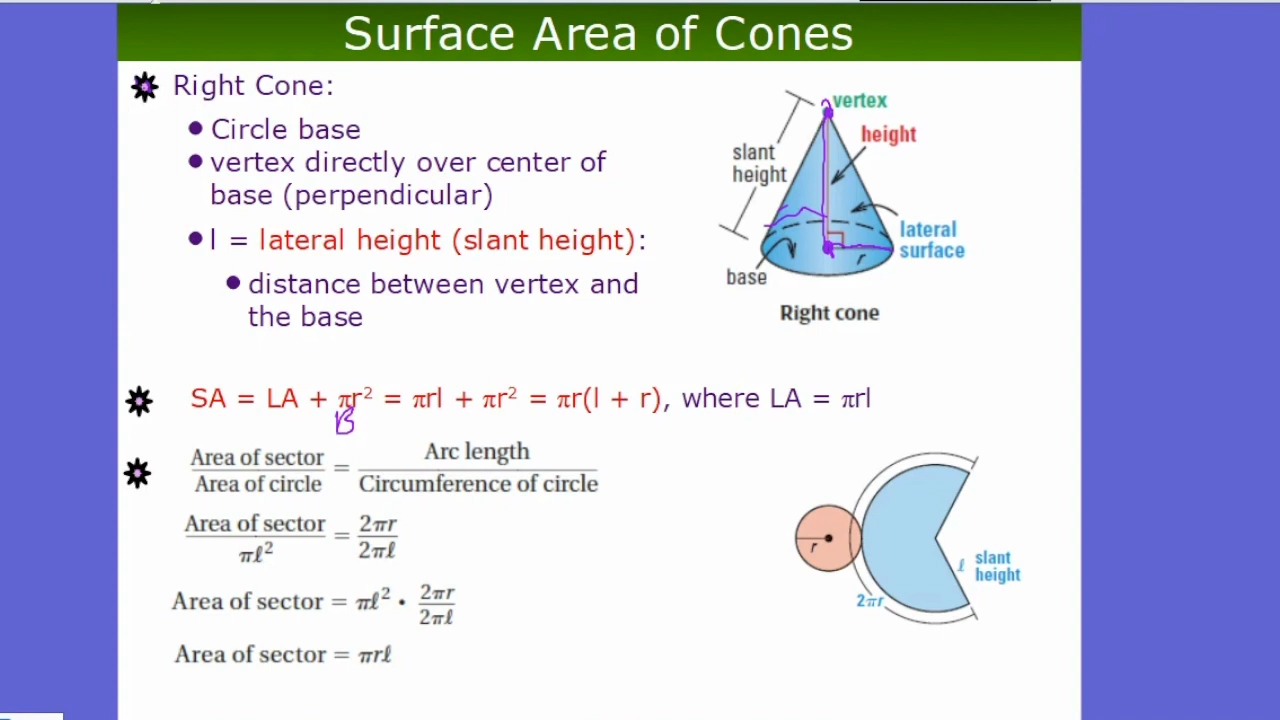 Surface Area of Cones
Right Cone:
• Circle base
• vertex directly over center of
base (perpendicular)
• l = lateral height (slant height):
• distance between vertex and
the base
vertex
height
slant
height
lateral
surface
r
base
Right cone
SA = LA + πr² = πrl + πr² = πr(l + r), where LA = πrl
B
Area of sector / Area of circle = Arc length / Circumference of circle
Area of sector / πℓ² = 2πr / 2πℓ
Area of sector = πℓ² • 2πr / 2πℓ
Area of sector = πrℓ
r
ℓ slant
height
2πr